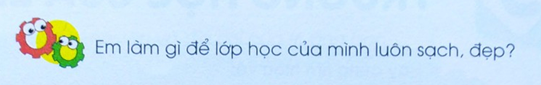 Em làm gì để lớp học của mình luôn sạch, đẹp?